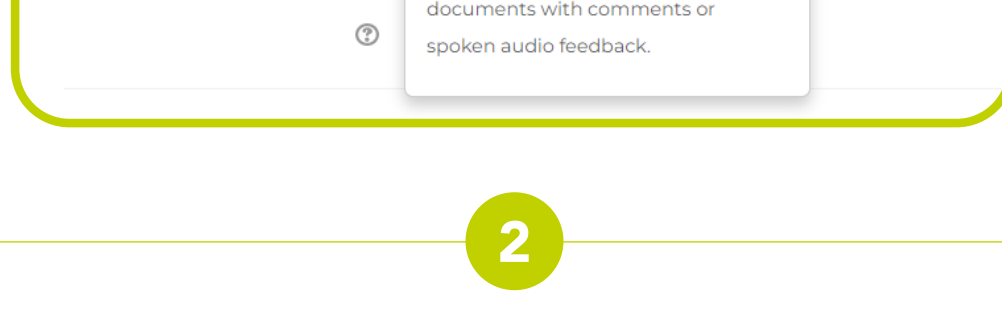 documents with comments or
spoken audio feedback.
2